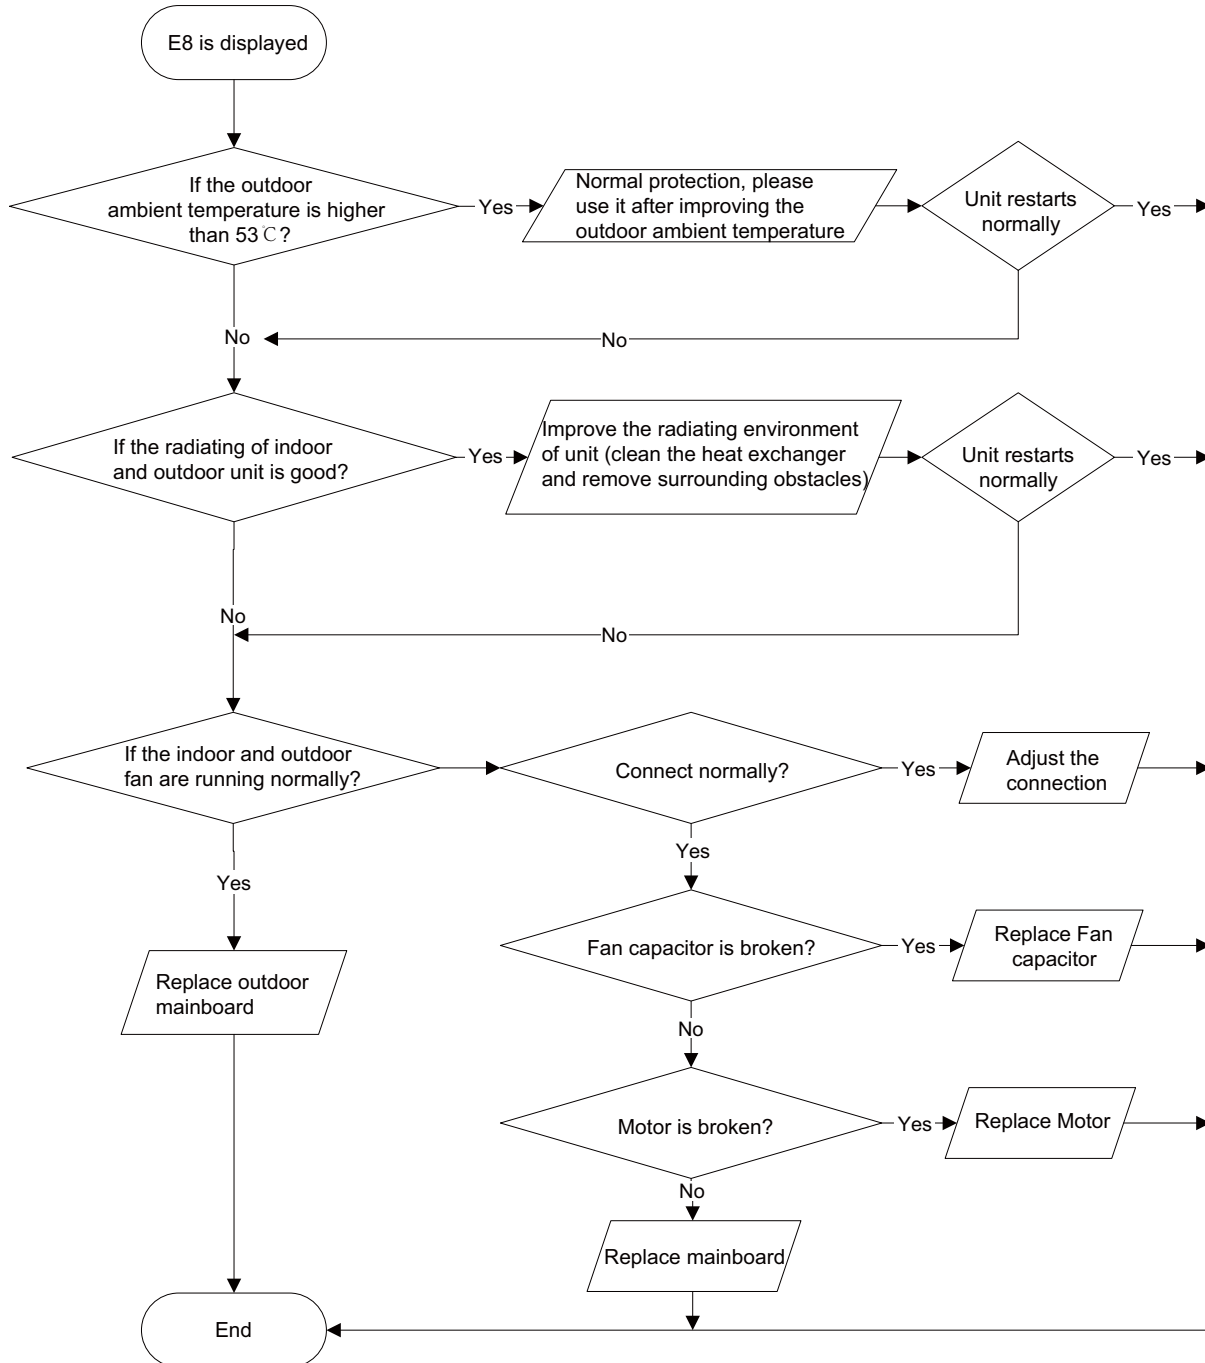 E8 is displayed
If the outdoor
ambient temperature is higher
than 53℃?
Yes
Normal protection, please
use it after improving the
outdoor ambient temperature
Unit restarts
normally
Yes
No
No
If the radiating of indoor
and outdoor unit is good?
Yes
Improve the radiating environment
of unit (clean the heat exchanger
and remove surrounding obstacles)
Unit restarts
normally
Yes
No
No
If the indoor and outdoor
fan are running normally?
Connect normally?
Yes
Adjust the
connection
Yes
Yes
Fan capacitor is broken?
Yes
Replace Fan
capacitor
Replace outdoor
mainboard
No
Motor is broken?
Yes
Replace Motor
No
Replace mainboard
End